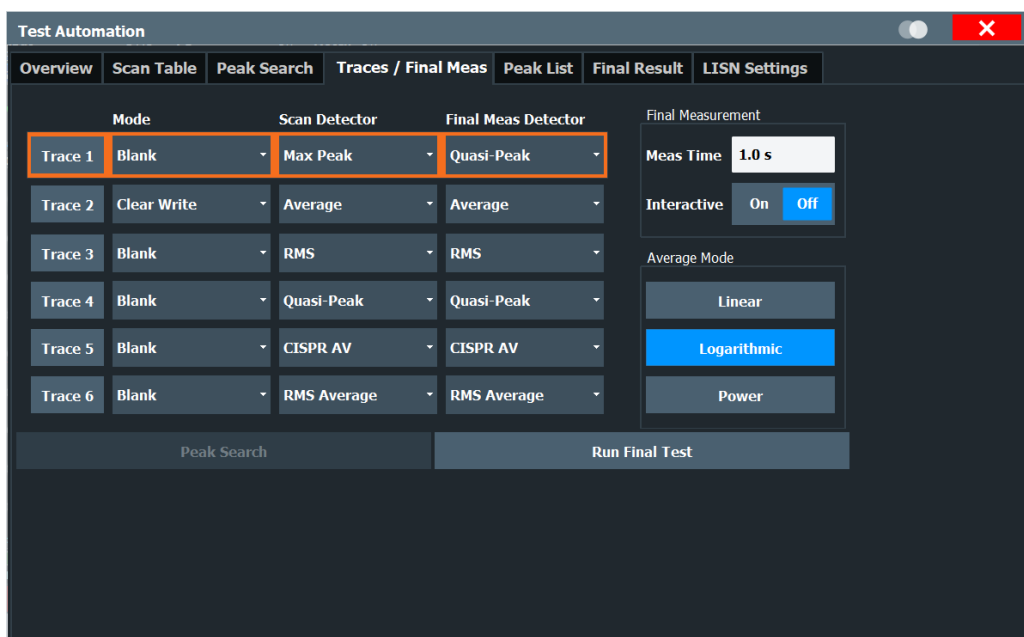 Test Automation
Overview Scan Table Peak Search Traces / Final Meas Peak List Final Result LISN Settings
Mode Scan Detector Final Meas Detector Final Measurement
Trace 1 Blank Max Peak Quasi-Peak Meas Time 1.0 s
Trace 2 Clear Write Average Average Interactive On Off
Trace 3 Blank RMS RMS Average Mode
Trace 4 Blank Quasi-Peak Quasi-Peak Linear
Trace 5 Blank CISPR AV CISPR AV Logarithmic
Trace 6 Blank RMS Average RMS Average Power
Peak Search Run Final Test